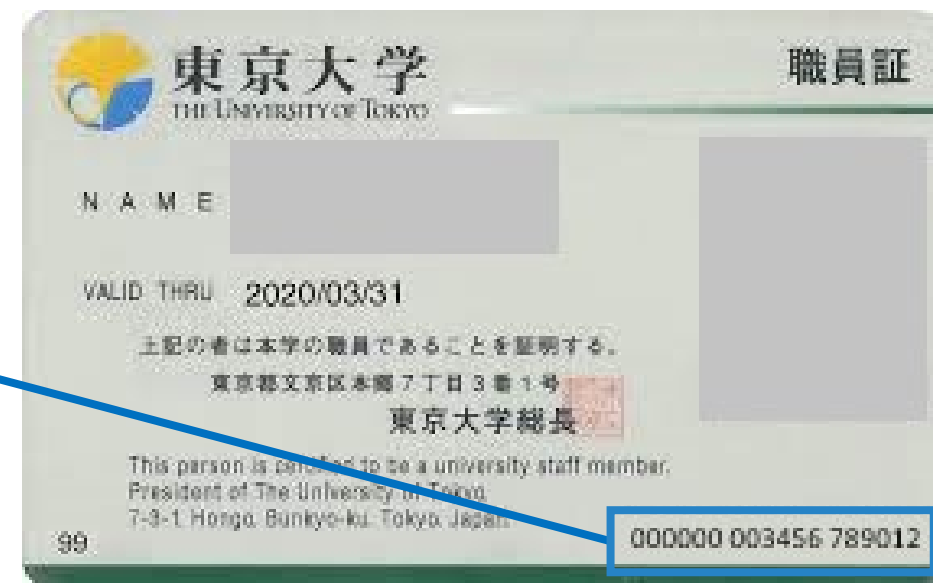 東京大学
THE UNIVERSITY OF TOKYO
職員証
NAME
VALID THRU 2020/03/31
上記の者は本学の職員であることを証明する。
東京都文京区本郷7丁目3番1号
東京大学総長
This person is certified to be a university staff member.
President of The University of Tokyo,
7-3-1 Hongo, Bunkyo-ku, Tokyo, Japan
99
000000 003456 789012